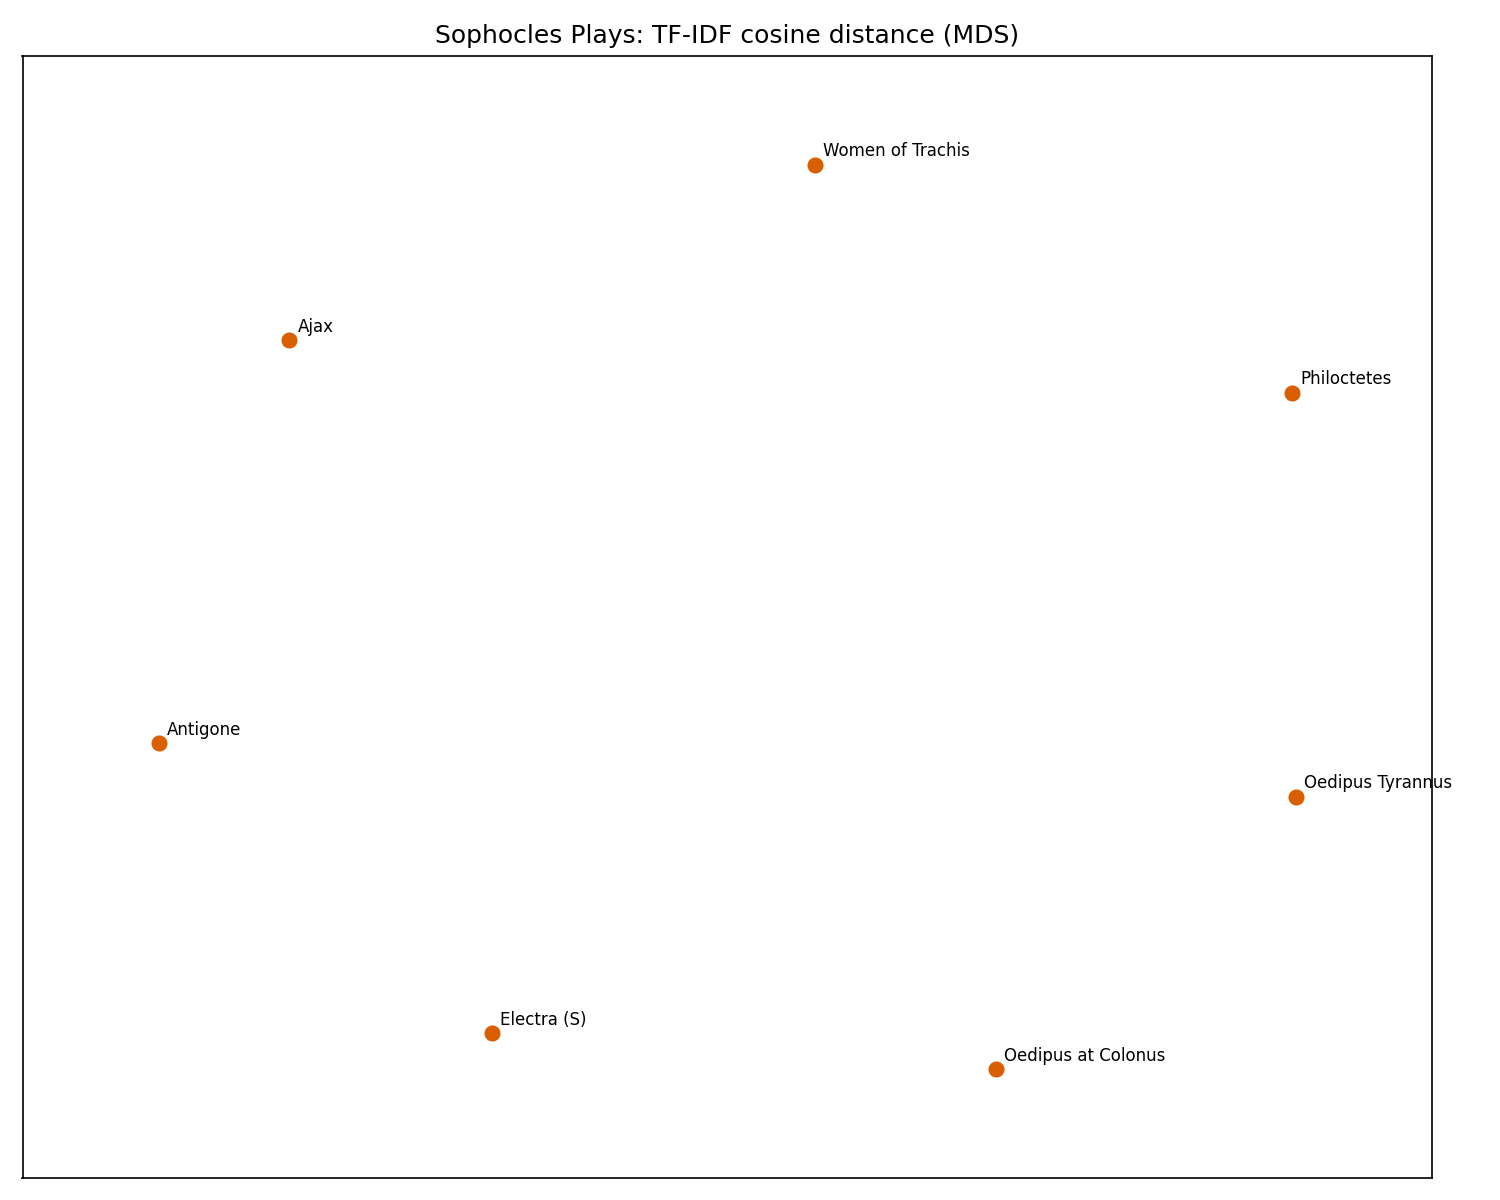 Sophocles Plays: TF-IDF cosine distance (MDS)
Women of Trachis
Ajax
Philoctetes
Antigone
Oedipus Tyrannus
Electra (S)
Oedipus at Colonus